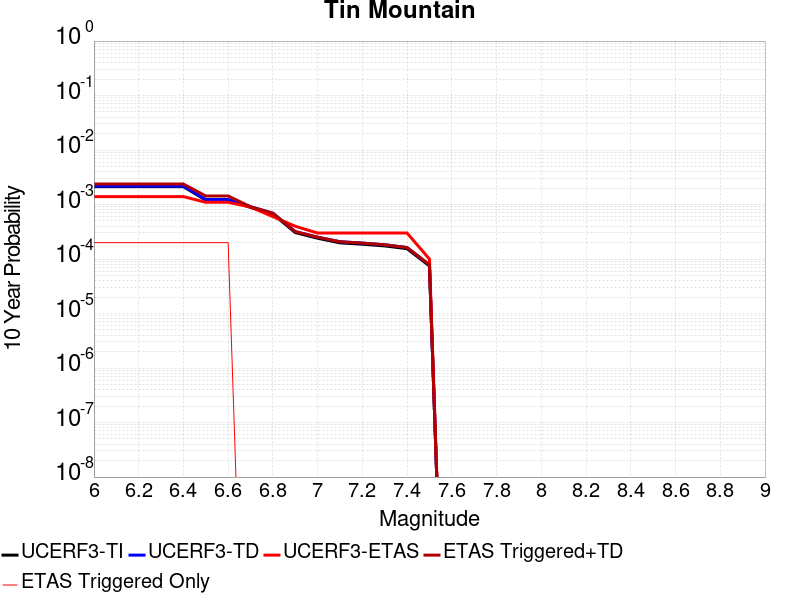 Tin Mountain
10 0
10 -1
10 -2
10 -3
10 -4
10 -5
10 -6
10 -7
10 -8
10 Year Probability
6 6.2 6.4 6.6 6.8 7 7.2 7.4 7.6 7.8 8 8.2 8.4 8.6 8.8 9
Magnitude
UCERF3-TI UCERF3-TD UCERF3-ETAS ETAS Triggered+TD
ETAS Triggered Only